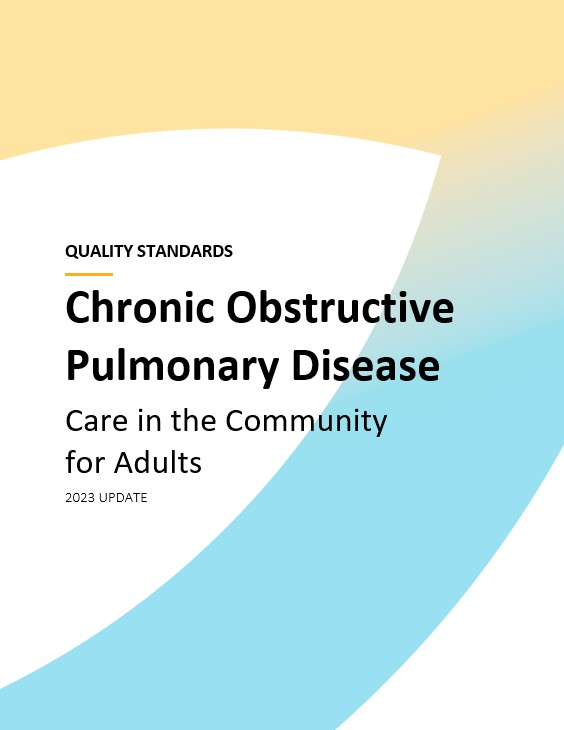 QUALITY STANDARDS
Chronic Obstructive
Pulmonary Disease
Care in the Community
for Adults
2023 UPDATE